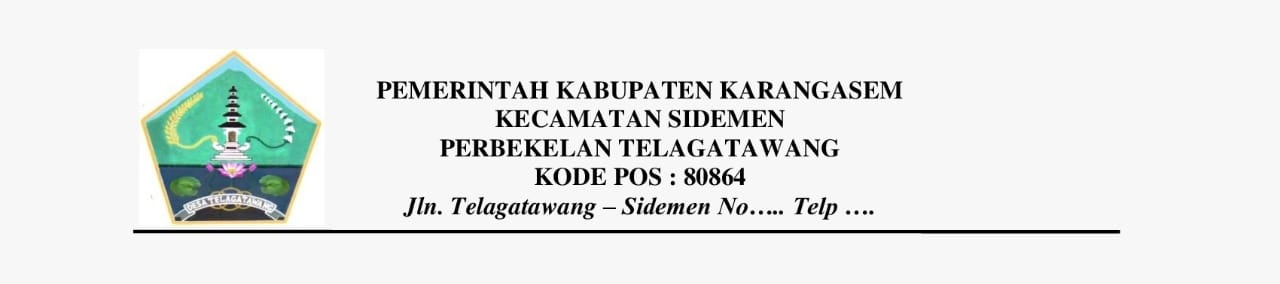 PEMERINTAH KABUPATEN KARANGASEM
KECAMATAN SIDEMEN
PERBEKELAN TELAGATAWANG
KODE POS : 80864
Jln. Telagatawang – Sidemen No….. Telp ….
DESA TELAGATAWANG